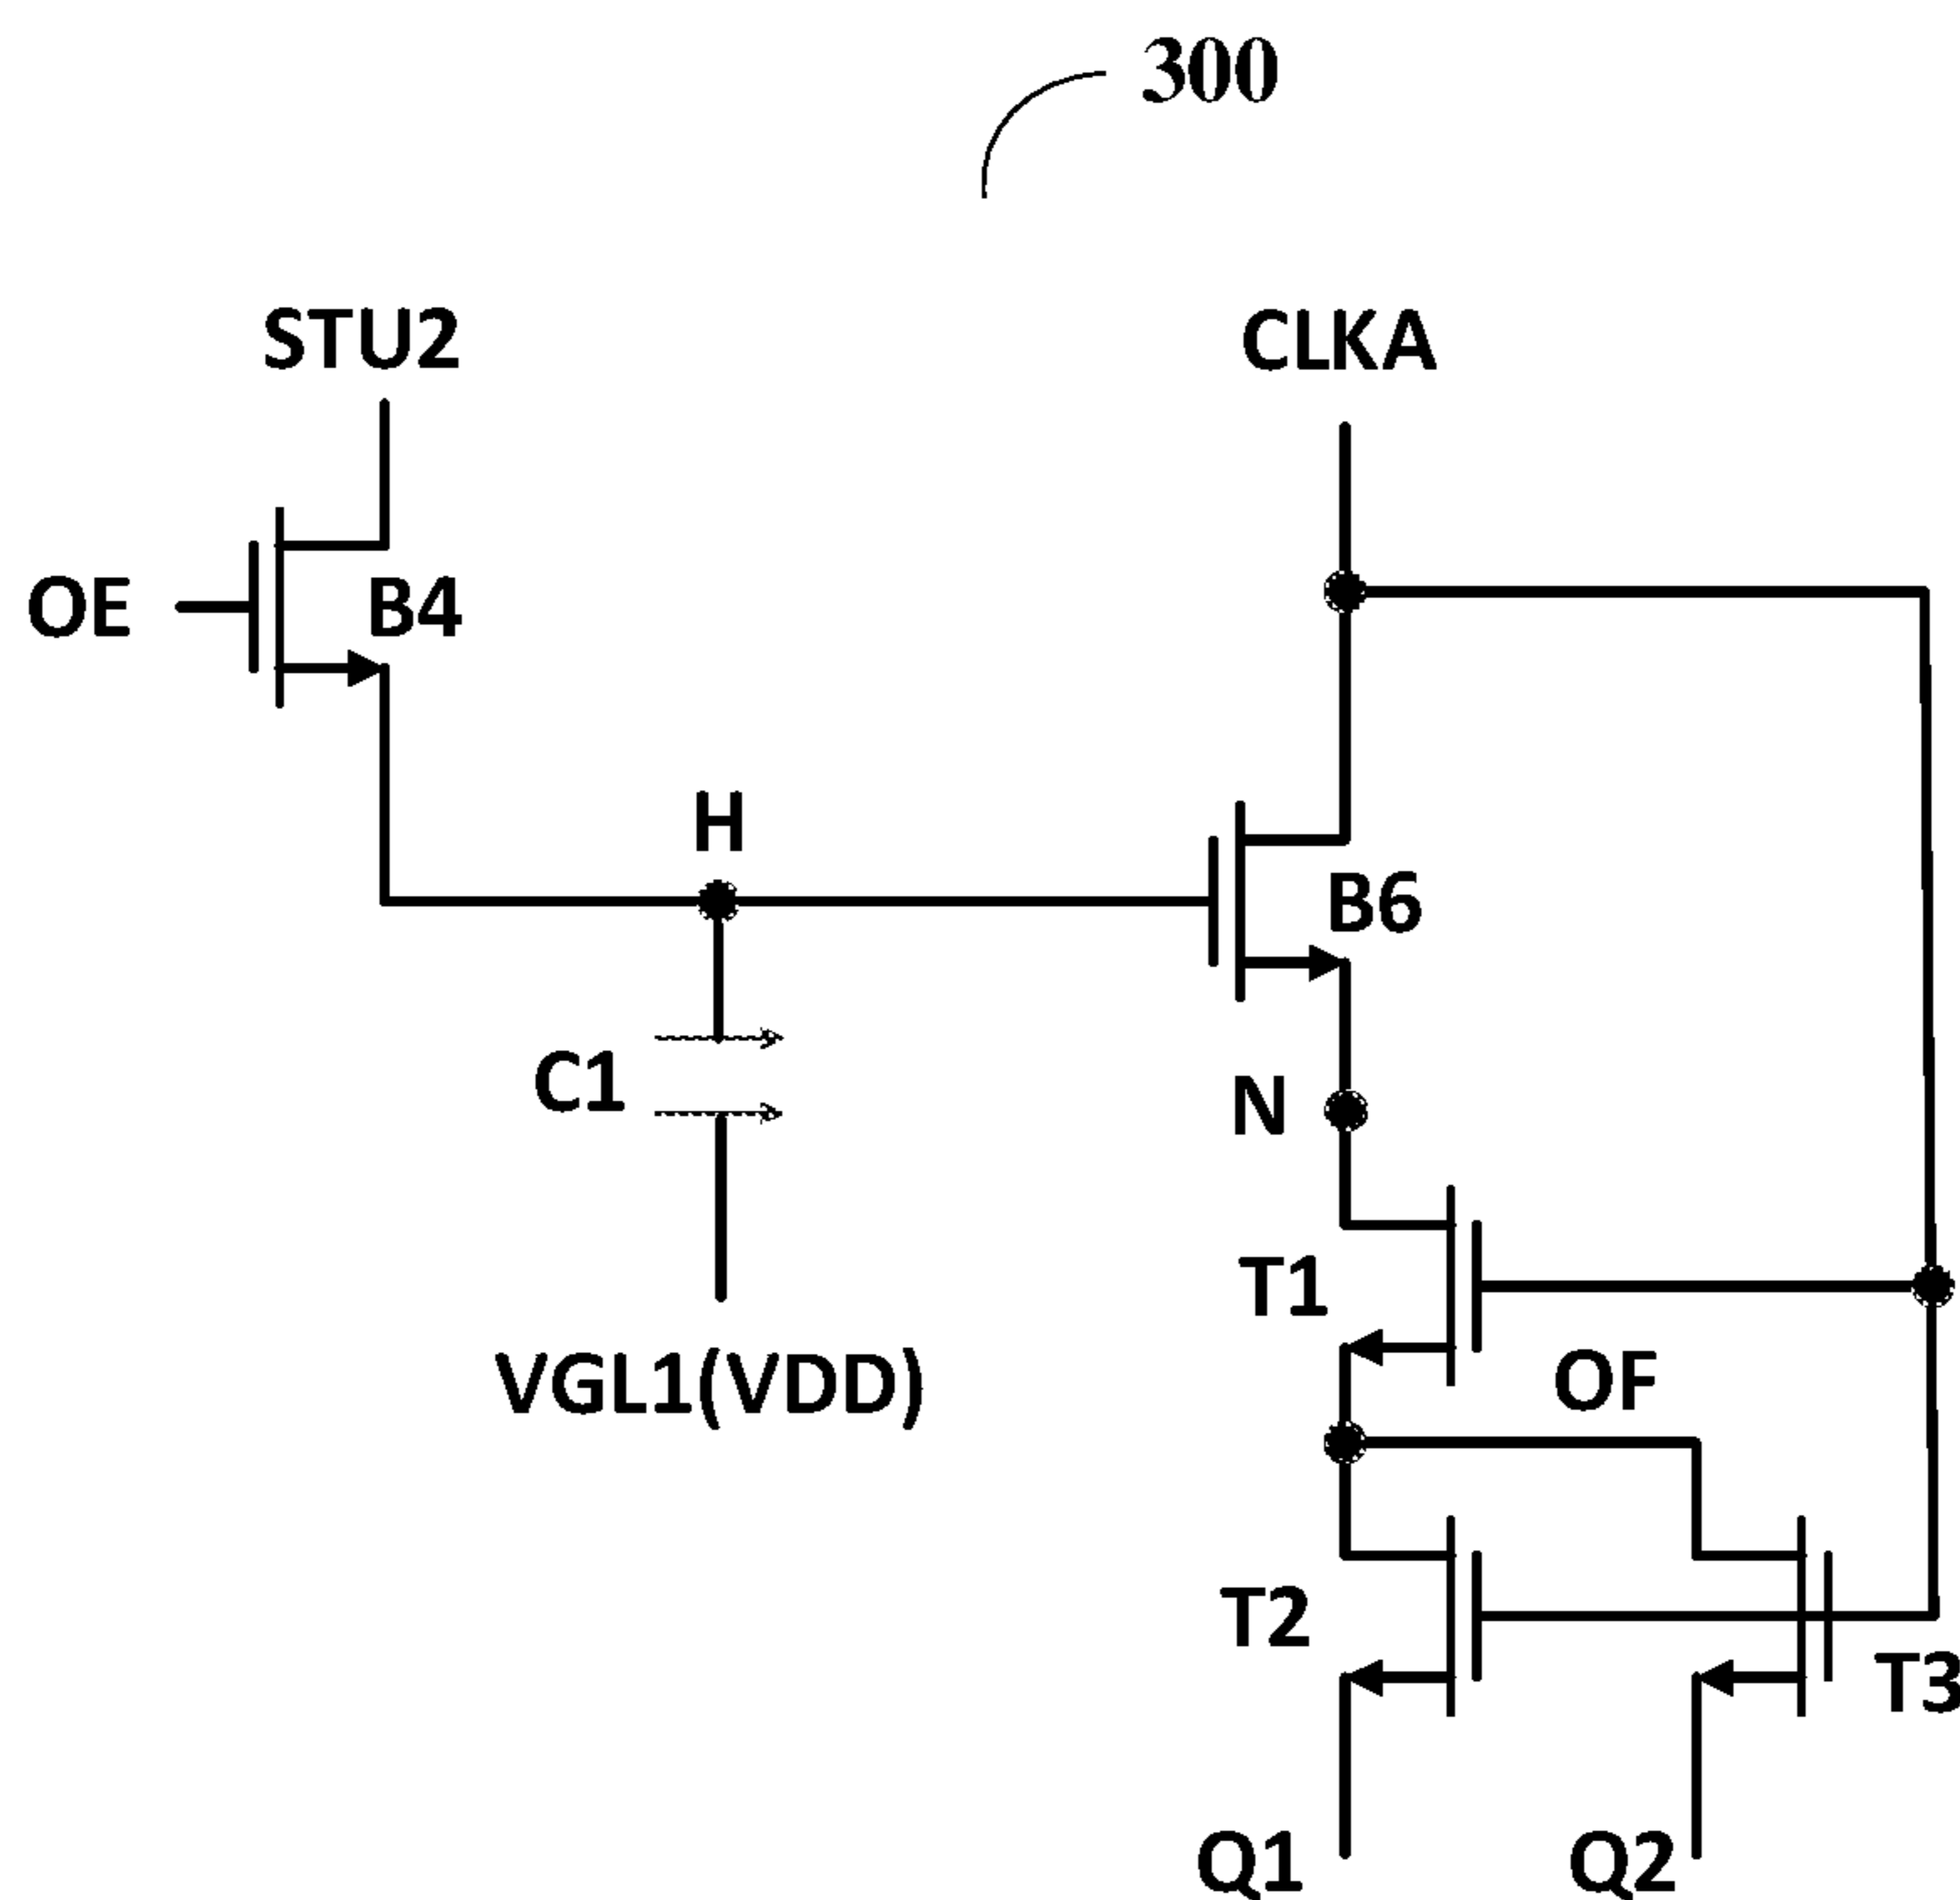 300
STU2
CLKA
OE
B4
H
B6
C1
N
T1
VGL1(VDD)
OF
T2
T3
Q1
Q2